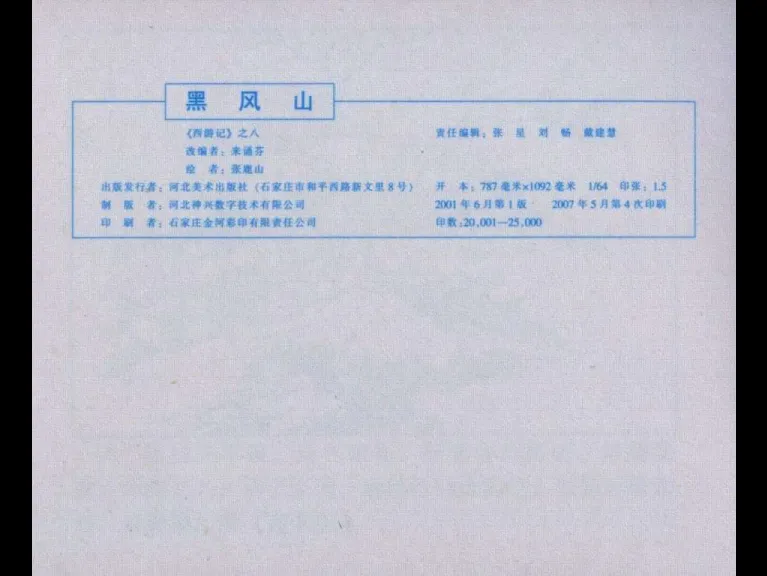 黑风山
《西游记》之八
改编者：来诵芬
绘 者：张鹿山
责任编辑：张 星 刘 畅 戴建慧
出版发行者：河北美术出版社（石家庄市和平西路新文里8号）
制 版 者：河北神兴数字技术有限公司
印 刷 者：石家庄金河彩印有限责任公司
开 本：787毫米×1092毫米 1/64 印张：1.5
2001年6月第1版 2007年5月第4次印刷
印数：20,001—25,000